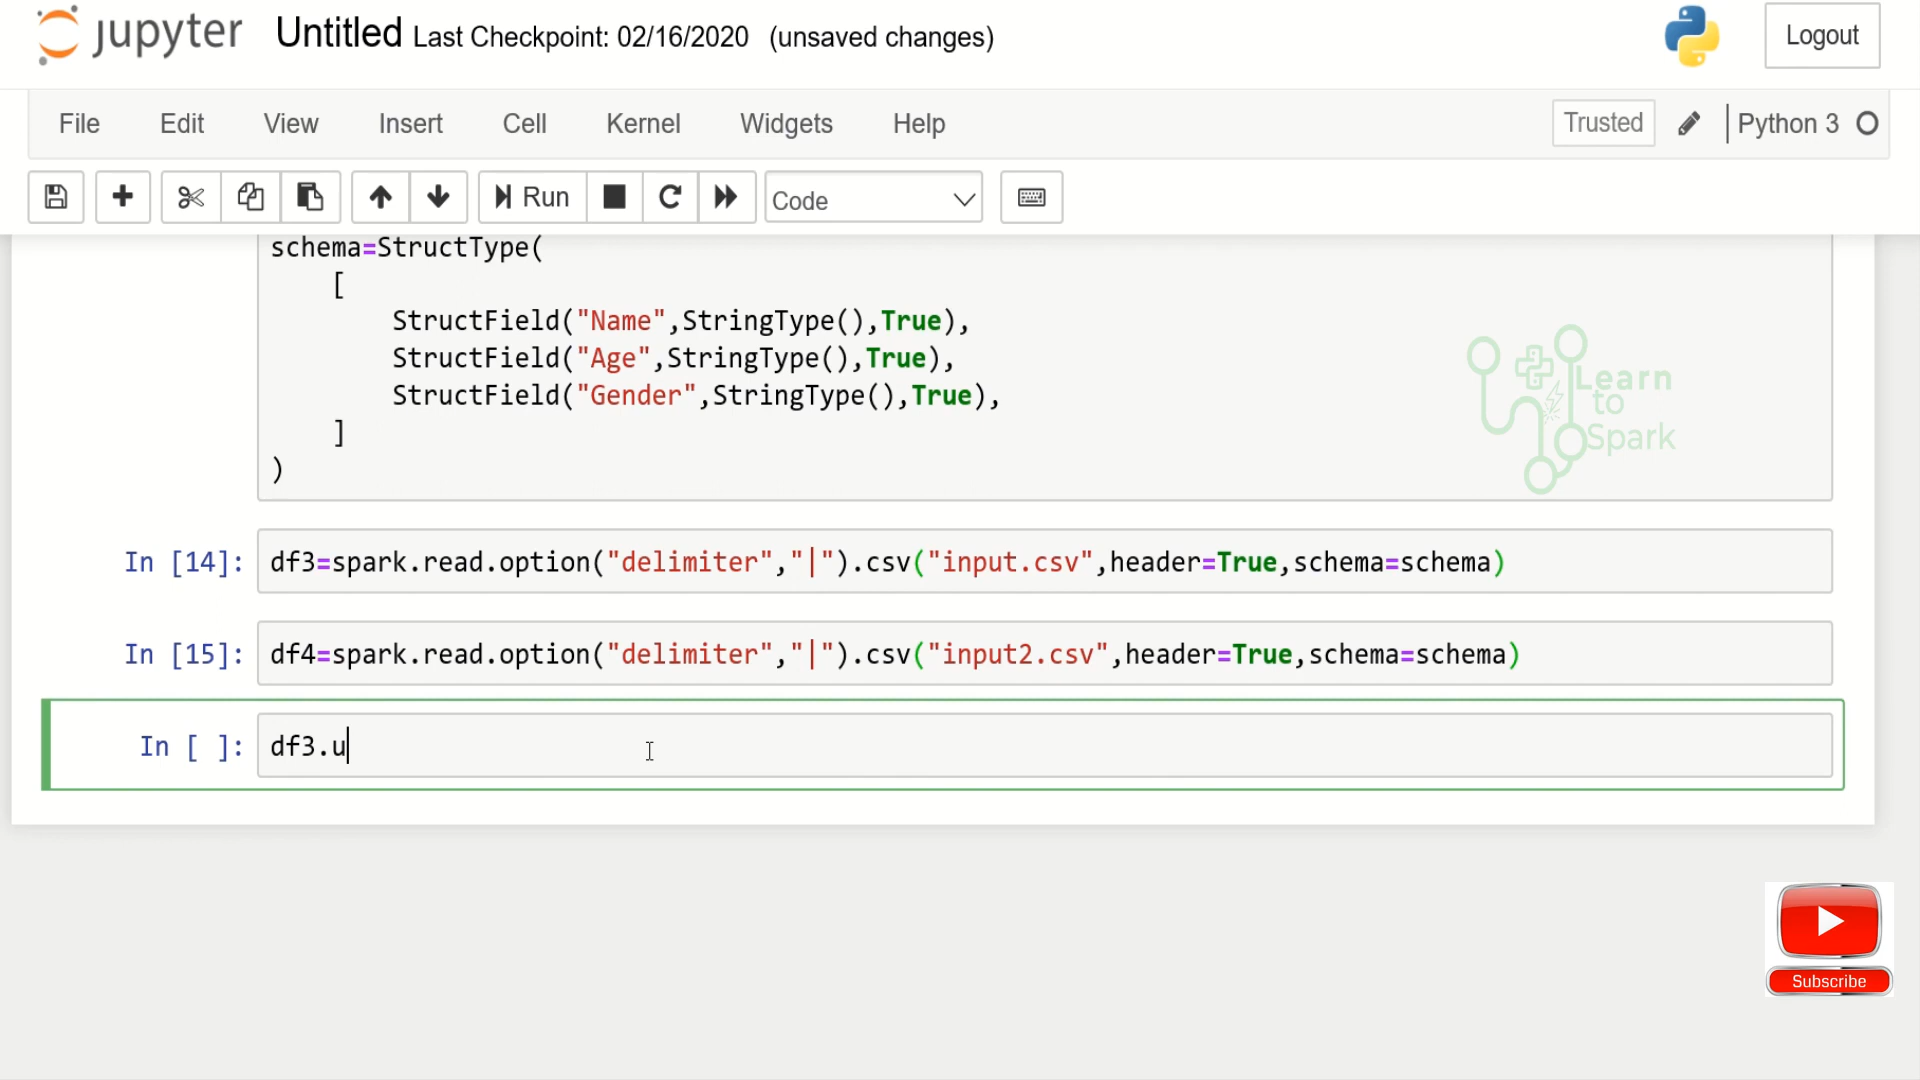 jupyter Untitled Last Checkpoint: 02/16/2020 (unsaved changes) Logout
File Edit View Insert Cell Kernel Widgets Help Trusted Python 3
Run Code
schema=StructType(
[
StructField("Name",StringType(),True),
StructField("Age",StringType(),True),
StructField("Gender",StringType(),True),
]
)
Learn
to
Spark
In [14]: df3=spark.read.option("delimiter","|").csv("input.csv",header=True,schema=schema)
In [15]: df4=spark.read.option("delimiter","|").csv("input2.csv",header=True,schema=schema)
In [ ]: df3.u
Subscribe